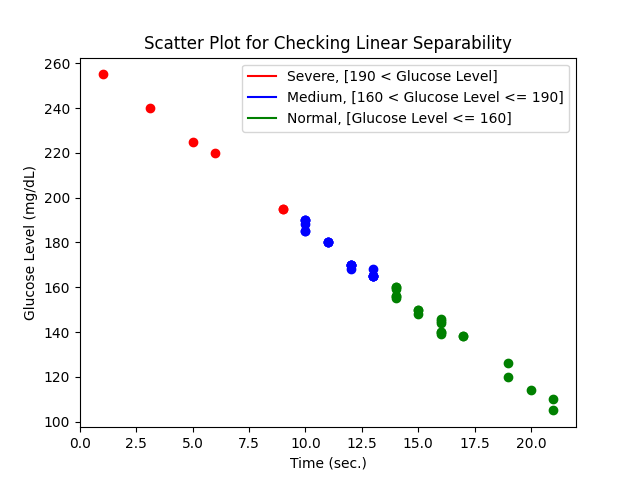 Scatter Plot for Checking Linear Separability
Severe, [190 < Glucose Level]
Medium, [160 < Glucose Level <= 190]
Normal, [Glucose Level <= 160]
Glucose Level (mg/dL)
260
240
220
200
180
160
140
120
100
0.0 2.5 5.0 7.5 10.0 12.5 15.0 17.5 20.0
Time (sec.)